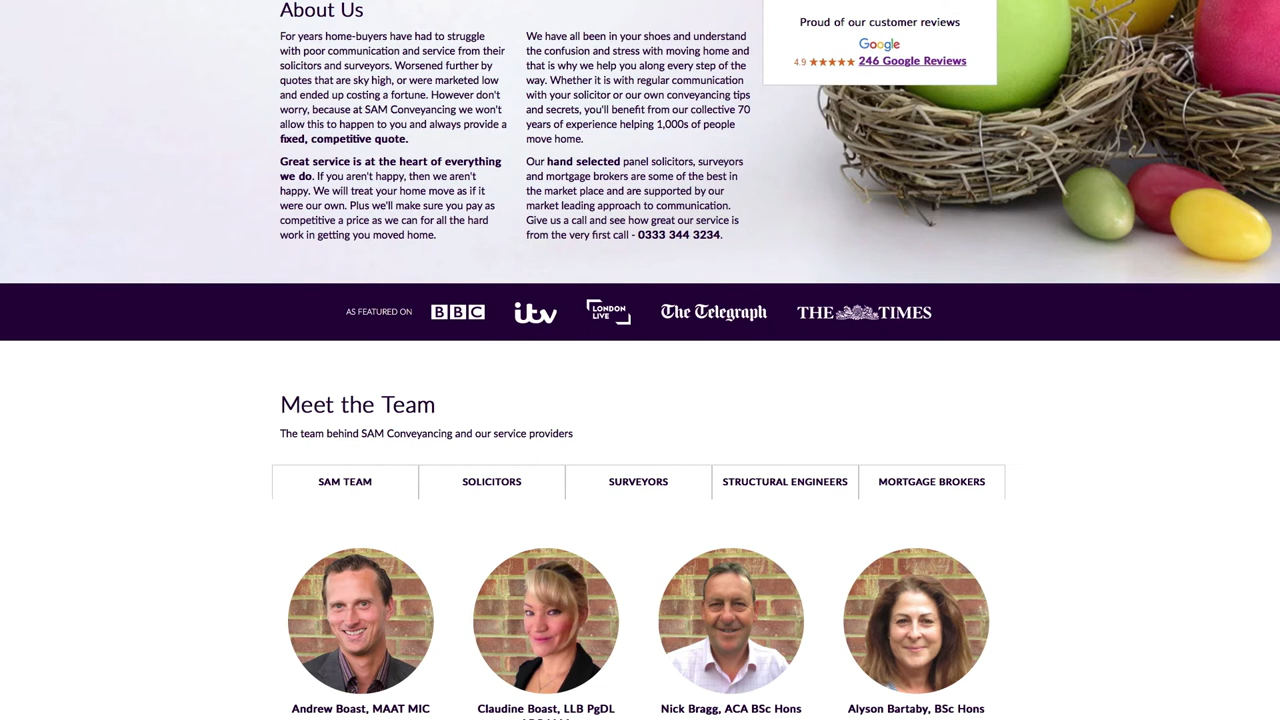 About Us
For years home-buyers have had to struggle
with poor communication and service from their
solicitors and surveyors. Worsened further by
quotes that are sky high, or were marketed low
and ended up costing a fortune. However don't
worry, because at SAM Conveyancing we won't
allow this to happen to you and always provide a
fixed, competitive quote.
Great service is at the heart of everything
we do. If you aren't happy, then we aren't
happy. We will treat your home move as if it
were our own. Plus we'll make sure you pay as
competitive a price as we can for all the hard
work in getting you moved home.
We have all been in your shoes and understand
the confusion and stress with moving home and
that is why we help you along every step of the
way. Whether it is with regular communication
with your solicitor or our own conveyancing tips
and secrets, you'll benefit from our collective 70
years of experience helping 1,000s of people
move home.
Our hand selected panel solicitors, surveyors
and mortgage brokers are some of the best in
the market place and are supported by our
market leading approach to communication.
Give us a call and see how great our service is
from the very first call - 0333 344 3234.
Proud of our customer reviews
Google
4.9 ★★★★★ 246 Google Reviews
AS FEATURED ON BBC itv LONDON LIVE The Telegraph THE TIMES
Meet the Team
The team behind SAM Conveyancing and our service providers
SAM TEAM SOLICITORS SURVEYORS STRUCTURAL ENGINEERS MORTGAGE BROKERS
Andrew Boast, MAAT MIC Claudine Boast, LLB PgDL Nick Bragg, ACA BSc Hons Alyson Bartaby, BSc Hons